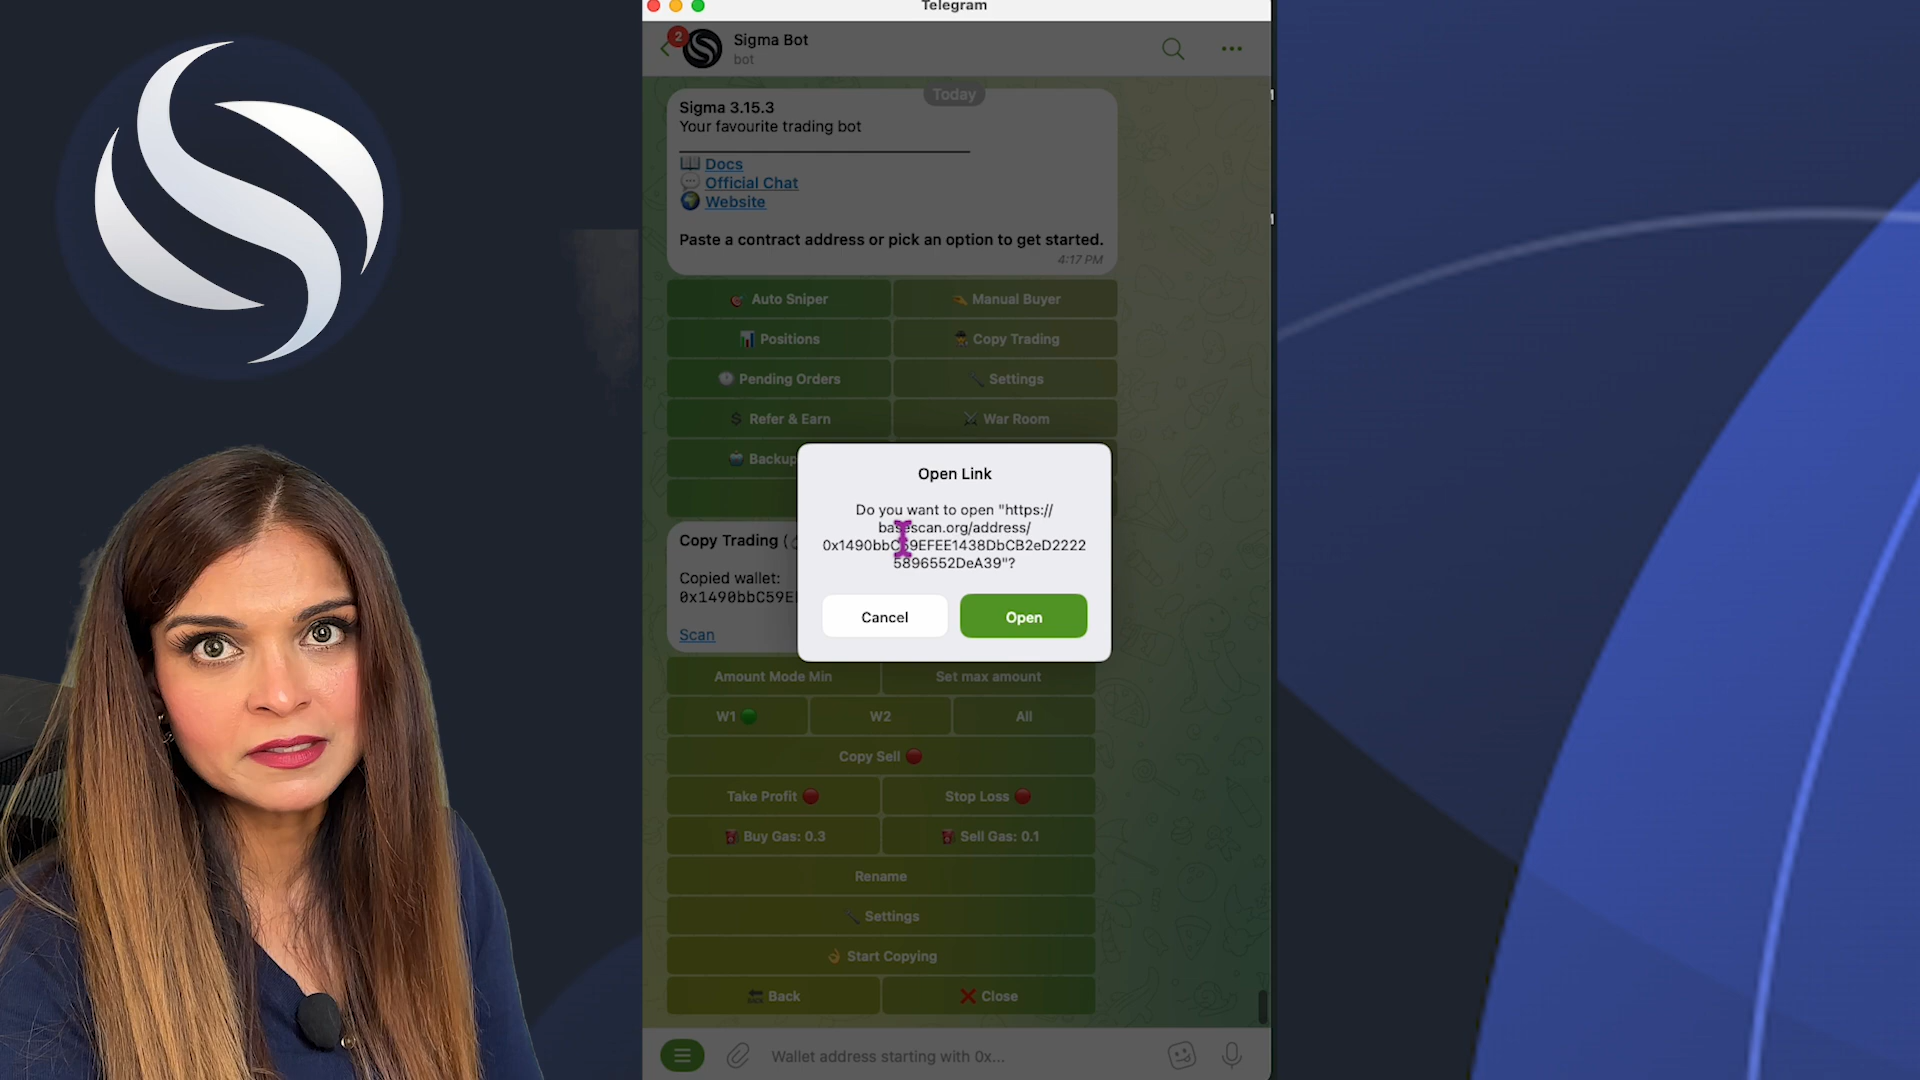 Telegram
2
Sigma Bot
bot
Today
Sigma 3.15.3
Your favourite trading bot
Docs
Official Chat
Website
Paste a contract address or pick an option to get started.
4:17 PM
Auto Sniper
Manual Buyer
Positions
Copy Trading
Pending Orders
Settings
Refer & Earn
War Room
Backup
Open Link
Do you want to open "https://
basescan.org/address/
0x1490bbC59EFEE1438DbCB2eD2222
5896552DeA39"?
Cancel
Open
Copy Trading (
Copied wallet:
0x1490bbC59E
Scan
Amount Mode Min
Set max amount
W1
W2
All
Copy Sell
Take Profit
Stop Loss
Buy Gas: 0.3
Sell Gas: 0.1
Rename
Settings
Start Copying
BACK
Back
Close
Wallet address starting with 0x...